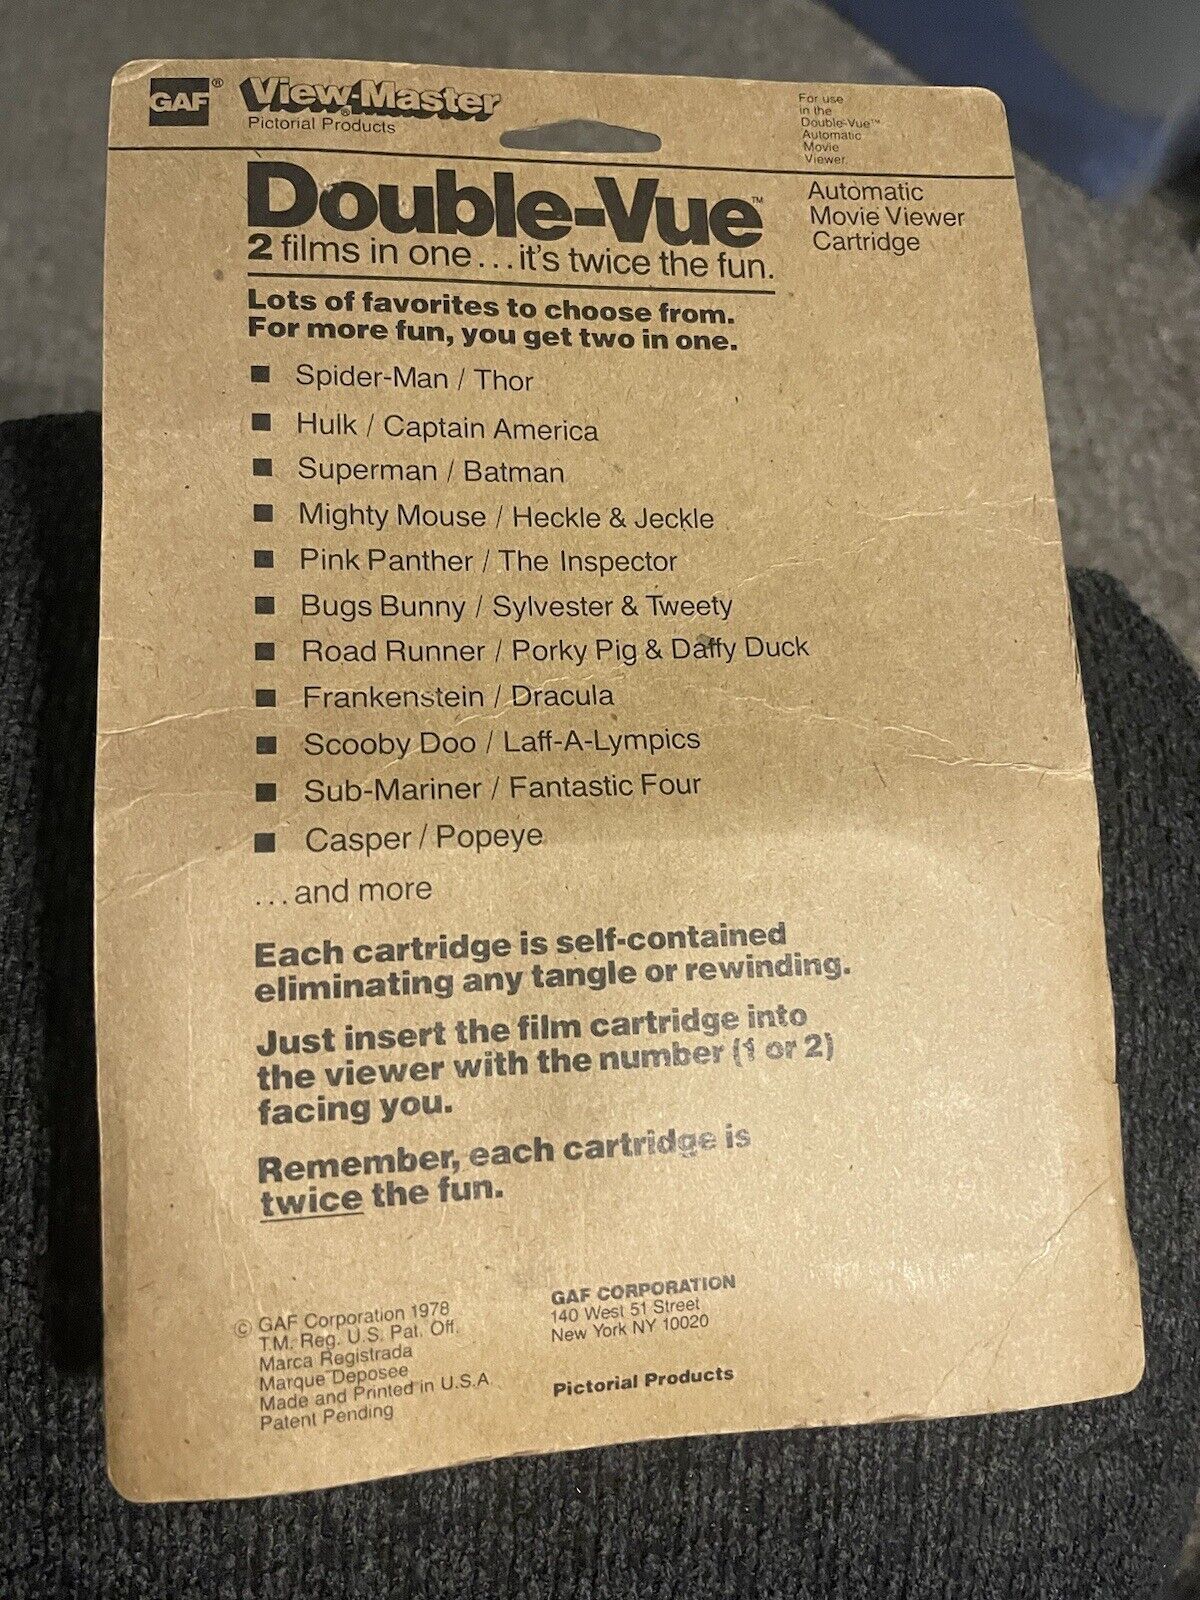 GAF® View-Master®
Pictorial Products
For use
in the
Double-Vue™
Automatic
Movie
Viewer.
Double-Vue™
2 films in one...it's twice the fun.
Automatic
Movie Viewer
Cartridge
Lots of favorites to choose from.
For more fun, you get two in one.
■ Spider-Man / Thor
■ Hulk / Captain America
■ Superman / Batman
■ Mighty Mouse / Heckle & Jeckle
■ Pink Panther / The Inspector
■ Bugs Bunny / Sylvester & Tweety
■ Road Runner / Porky Pig & Daffy Duck
■ Frankenstein / Dracula
■ Scooby Doo / Laff-A-Lympics
■ Sub-Mariner / Fantastic Four
■ Casper / Popeye
...and more
Each cartridge is self-contained
eliminating any tangle or rewinding.
Just insert the film cartridge into
the viewer with the number (1 or 2)
facing you.
Remember, each cartridge is
twice the fun.
© GAF Corporation 1978
T.M. Reg. U.S. Pat. Off.
Marca Registrada
Marque Deposee
Made and Printed in U.S.A.
Patent Pending
GAF CORPORATION
140 West 51 Street
New York NY 10020
Pictorial Products